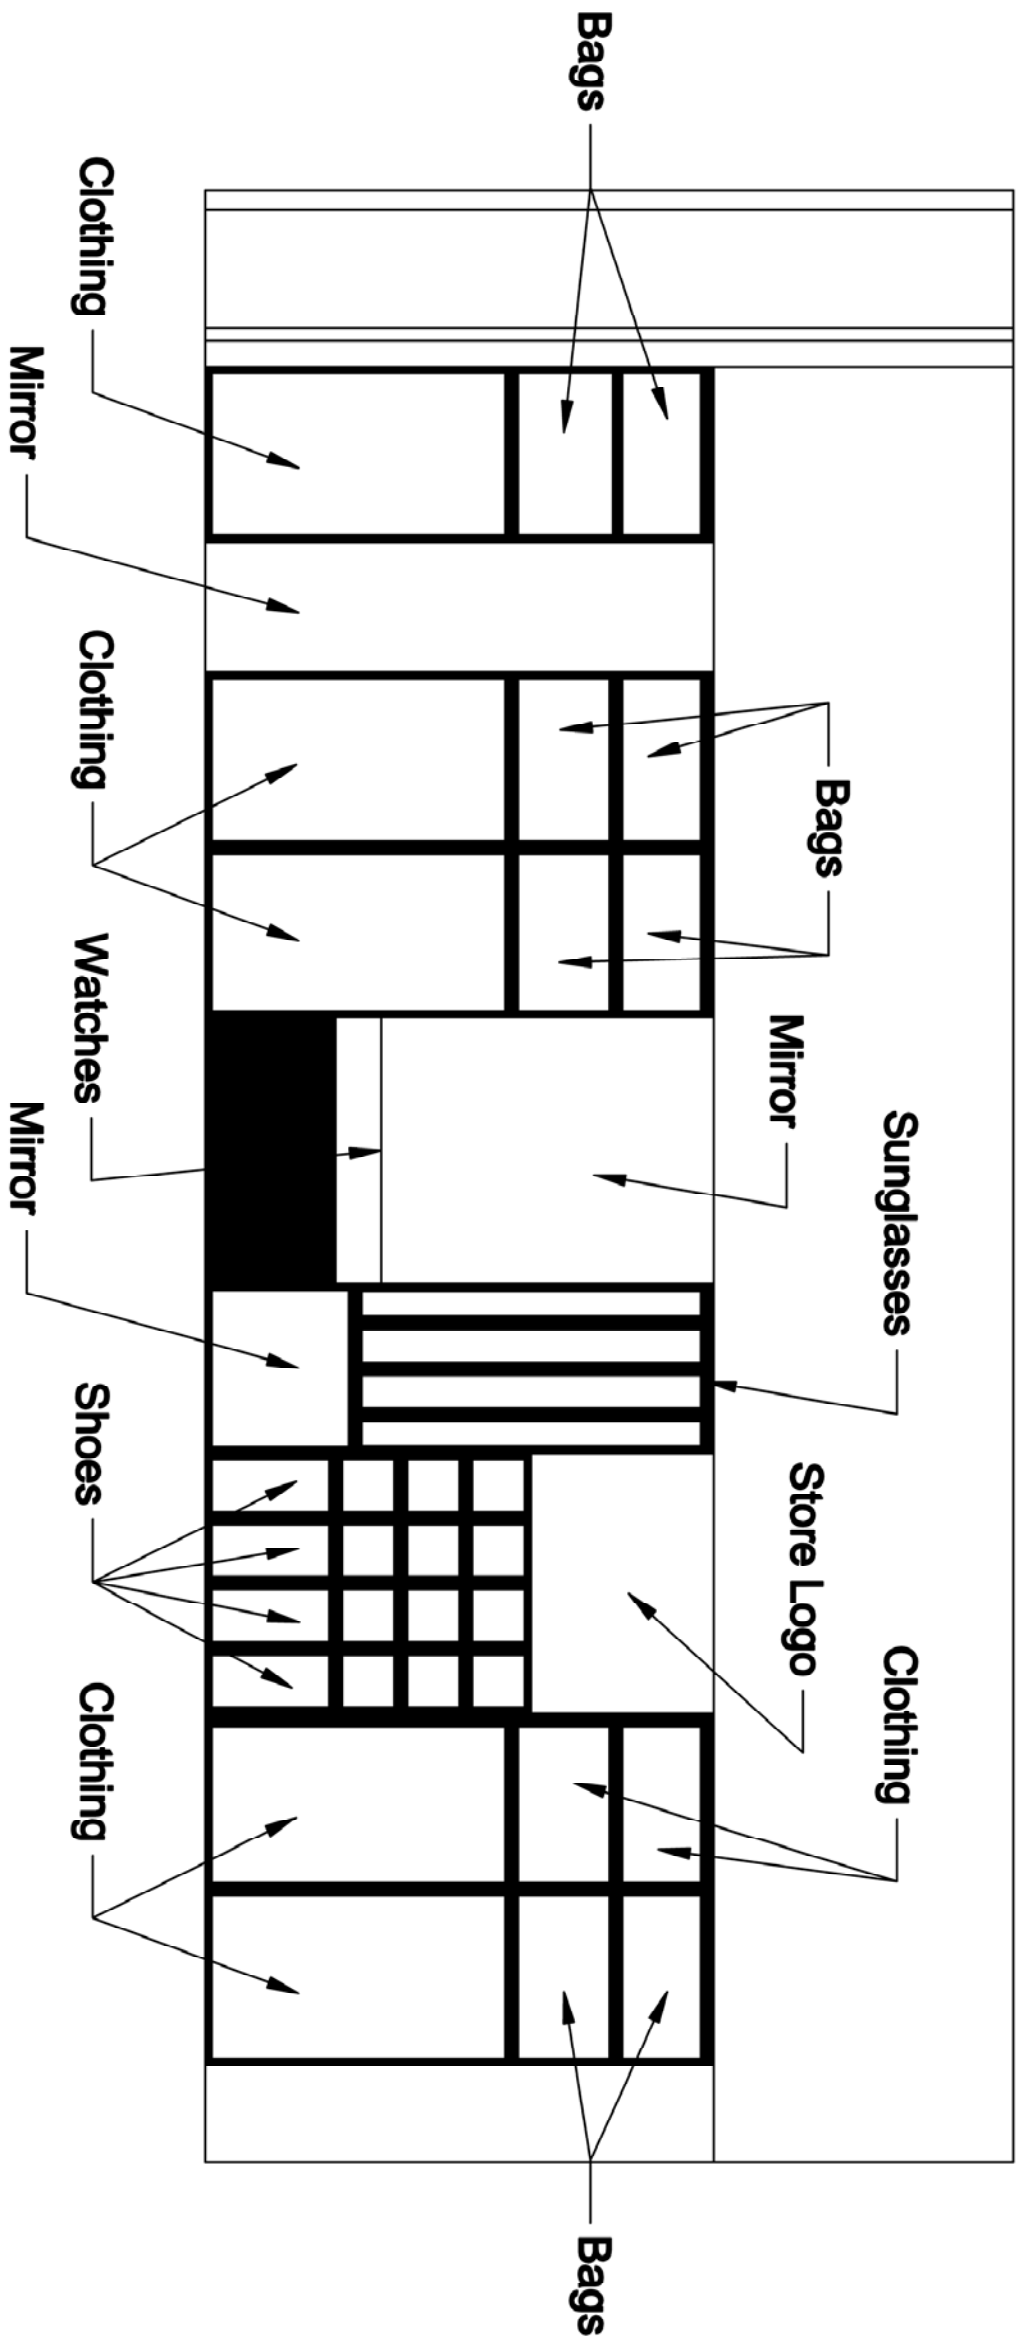 Sunglasses
Clothing
Bags
Mirror
Store Logo
Bags
Bags
Clothing
Clothing
Watches
Shoes
Clothing
Mirror
Mirror